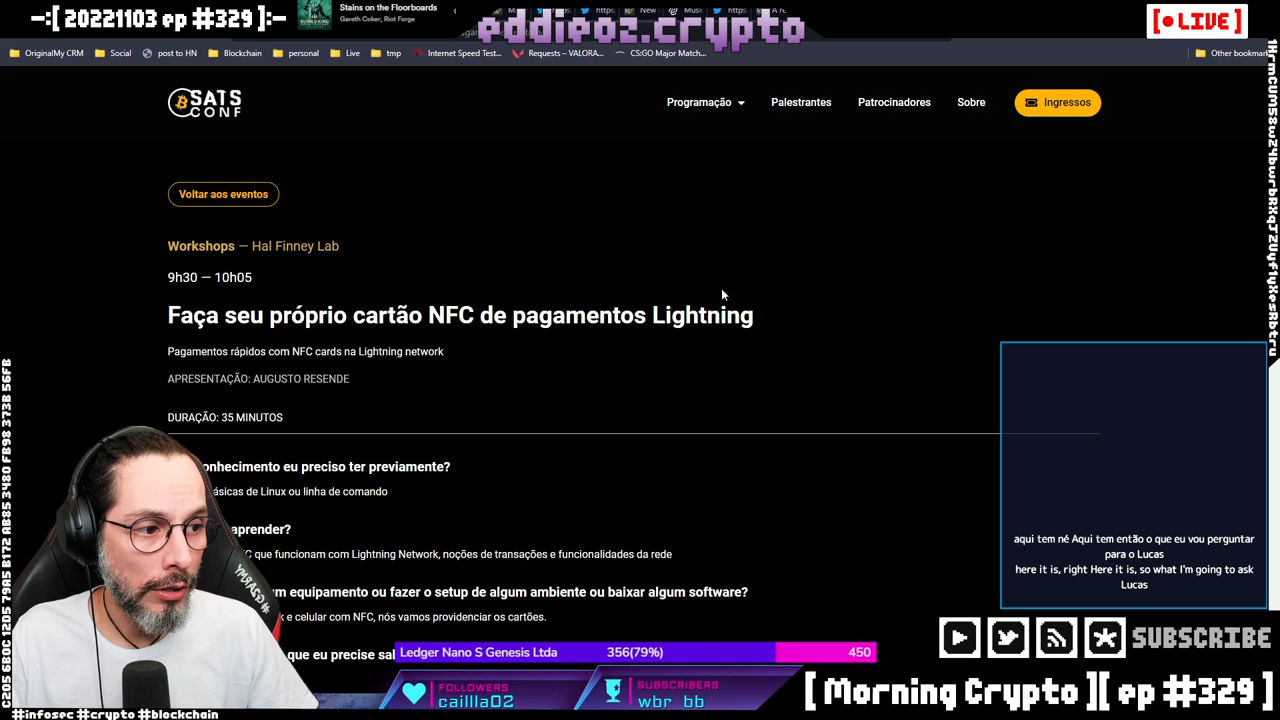 -:[ 20221103 ep #329 ]:-
Stains on the Floorboards
Gareth Coker, Riot Forge
eddieoz.crypto
[ LIVE ]
OriginalMy CRM
Social
post to HN
Blockchain
personal
Live
tmp
Internet Speed Test...
Requests – VALORA...
CS:GO Major Match...
Other bookmar
SATS
CONF
Programação
Palestrantes
Patrocinadores
Sobre
Ingressos
Voltar aos eventos
Workshops — Hal Finney Lab
9h30 — 10h05
Faça seu próprio cartão NFC de pagamentos Lightning
Pagamentos rápidos com NFC cards na Lightning network
APRESENTAÇÃO: AUGUSTO RESENDE
DURAÇÃO: 35 MINUTOS
onhecimento eu preciso ter previamente?
ásicas de Linux ou linha de comando
aprender?
C que funcionam com Lightning Network, noções de transações e funcionalidades da rede
m equipamento ou fazer o setup de algum ambiente ou baixar algum software?
k e celular com NFC, nós vamos providenciar os cartões.
que eu precise sa
aqui tem né Aqui tem então o que eu vou perguntar
para o Lucas
here it is, right Here it is, so what I'm going to ask
Lucas
Ledger Nano S Genesis Ltda
356(79%)
450
FOLLOWERS
caillla02
SUBSCRIBERS
wbr_bb
SUBSCRIBE
[ Morning Crypto ][ ep #329 ]
#infosec #crypto #blockchain